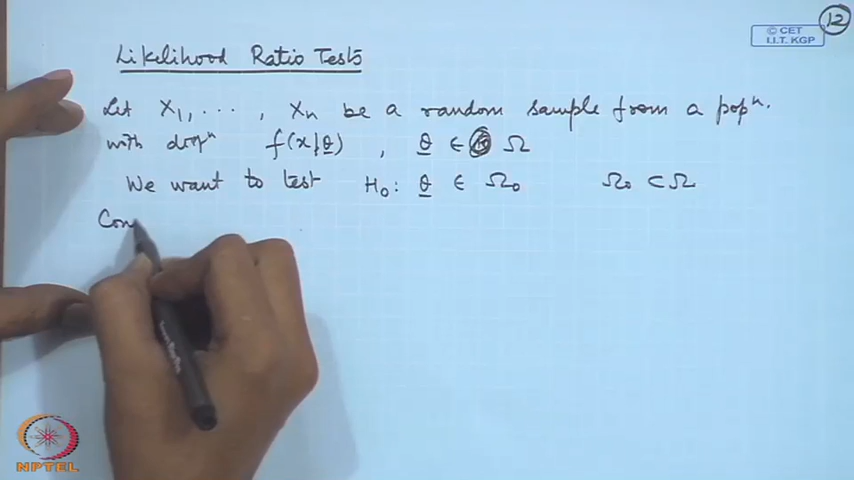 12
© CET
I.I.T. KGP
Likelihood Ratio Tests
Let X₁, ..., Xₙ be a random sample from a popⁿ.
with distⁿ f(x|θ̲) , θ̲ ∈ Ω
We want to test H₀: θ̲ ∈ Ω₀ Ω₀ ⊂ Ω
Con
NPTEL